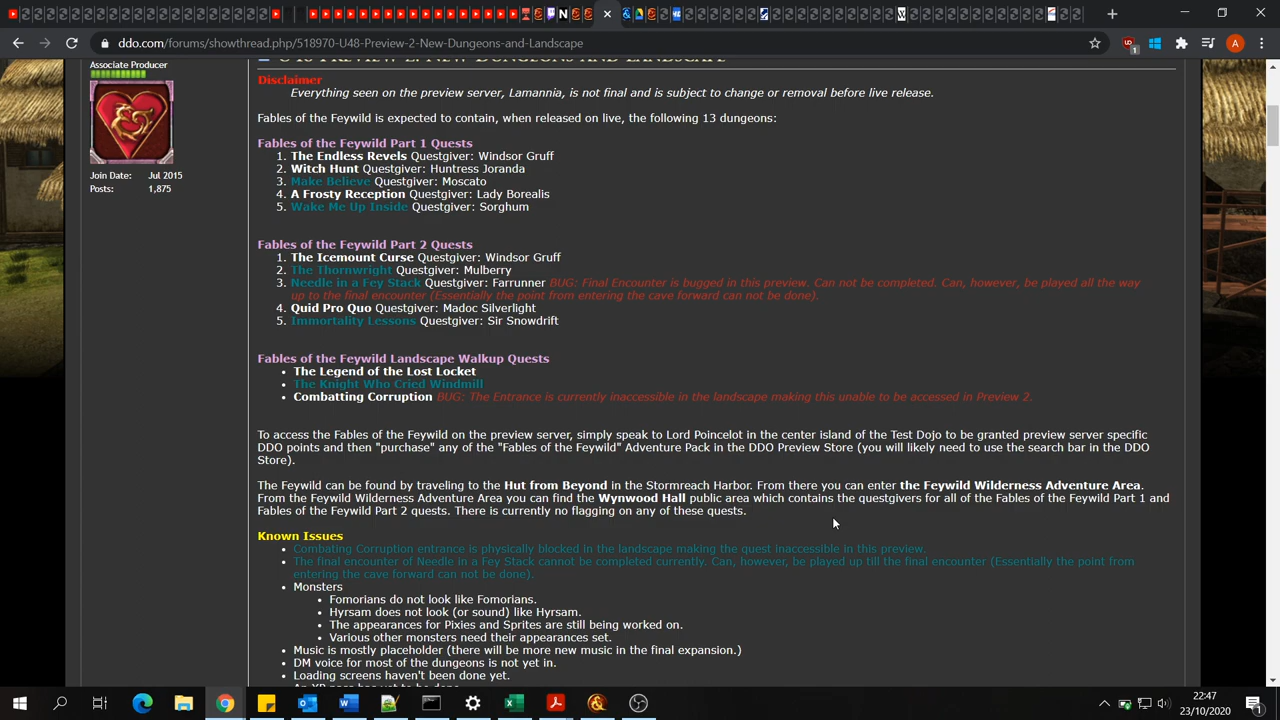 ddo.com/forums/showthread.php/518970-U48-Preview-2-New-Dungeons-and-Landscape
Associate Producer
Join Date: Jul 2015
Posts: 1,875
Disclaimer
Everything seen on the preview server, Lamannia, is not final and is subject to change or removal before live release.
Fables of the Feywild is expected to contain, when released on live, the following 13 dungeons:
Fables of the Feywild Part 1 Quests
1. The Endless Revels Questgiver: Windsor Gruff
2. Witch Hunt Questgiver: Huntress Joranda
3. Make Believe Questgiver: Moscato
4. A Frosty Reception Questgiver: Lady Borealis
5. Wake Me Up Inside Questgiver: Sorghum
Fables of the Feywild Part 2 Quests
1. The Icemount Curse Questgiver: Windsor Gruff
2. The Thornwright Questgiver: Mulberry
3. Needle in a Fey Stack Questgiver: Farrunner BUG: Final Encounter is bugged in this preview. Can not be completed. Can, however, be played all the way
up to the final encounter (Essentially the point from entering the cave forward can not be done).
4. Quid Pro Quo Questgiver: Madoc Silverlight
5. Immortality Lessons Questgiver: Sir Snowdrift
Fables of the Feywild Landscape Walkup Quests
• The Legend of the Lost Locket
• The Knight Who Cried Windmill
• Combatting Corruption BUG: The Entrance is currently inaccessible in the landscape making this unable to be accessed in Preview 2.
To access the Fables of the Feywild on the preview server, simply speak to Lord Poincelot in the center island of the Test Dojo to be granted preview server specific
DDO points and then "purchase" any of the "Fables of the Feywild" Adventure Pack in the DDO Preview Store (you will likely need to use the search bar in the DDO
Store).
The Feywild can be found by traveling to the Hut from Beyond in the Stormreach Harbor. From there you can enter the Feywild Wilderness Adventure Area.
From the Feywild Wilderness Adventure Area you can find the Wynwood Hall public area which contains the questgivers for all of the Fables of the Feywild Part 1 and
Fables of the Feywild Part 2 quests. There is currently no flagging on any of these quests.
Known Issues
• Combating Corruption entrance is physically blocked in the landscape making the quest inaccessible in this preview.
• The final encounter of Needle in a Fey Stack cannot be completed currently. Can, however, be played up till the final encounter (Essentially the point from
entering the cave forward can not be done).
• Monsters
• Fomorians do not look like Fomorians.
• Hyrsam does not look (or sound) like Hyrsam.
• The appearances for Pixies and Sprites are still being worked on.
• Various other monsters need their appearances set.
• Music is mostly placeholder (there will be more new music in the final expansion.)
• DM voice for most of the dungeons is not yet in.
• Loading screens haven't been done yet.
22:47
23/10/2020